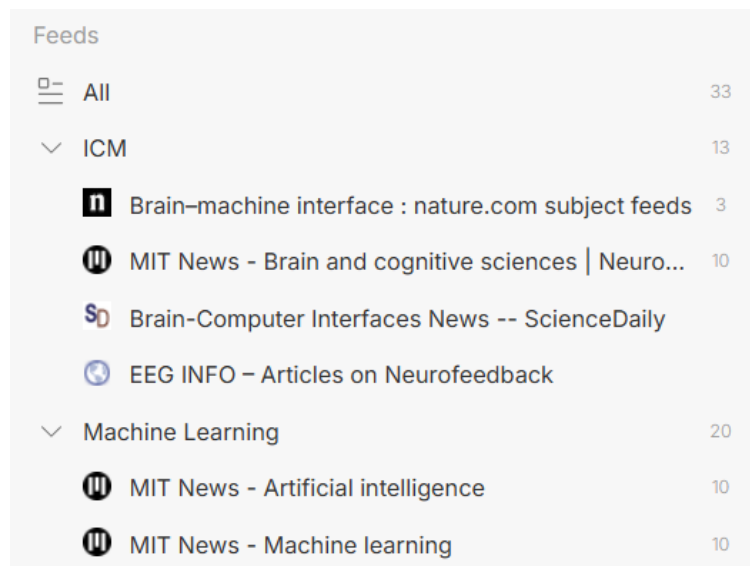 Feeds
All 33
ICM 13
n Brain–machine interface : nature.com subject feeds 3
MIT News - Brain and cognitive sciences | Neuro... 10
SD Brain-Computer Interfaces News -- ScienceDaily
EEG INFO – Articles on Neurofeedback
Machine Learning 20
MIT News - Artificial intelligence 10
MIT News - Machine learning 10